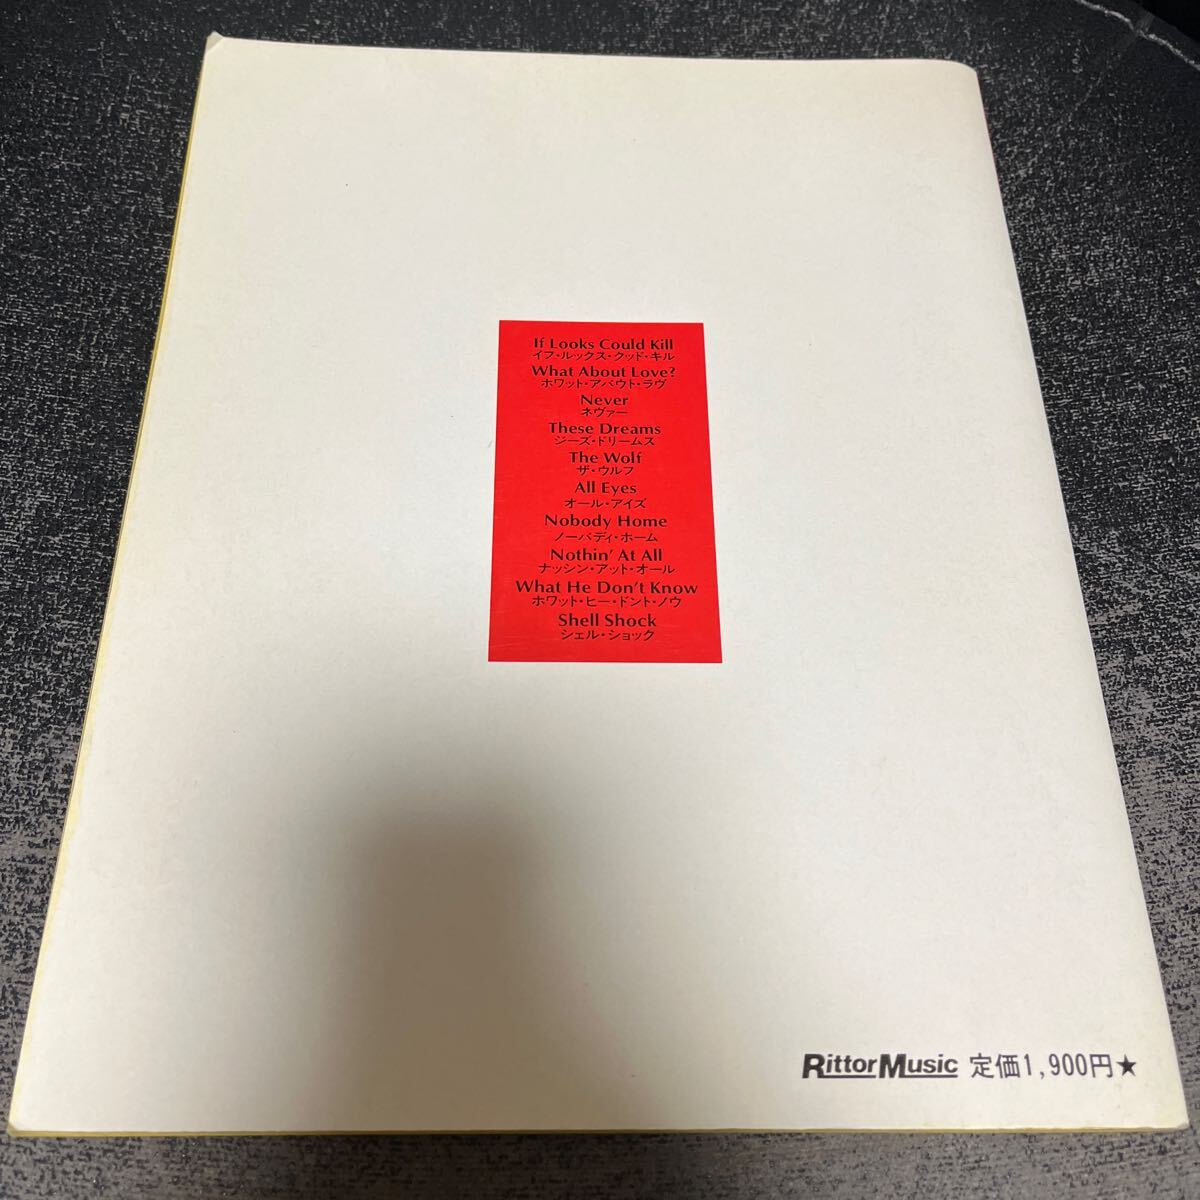 If Looks Could Kill
イフ・ルックス・クッド・キル
What About Love?
ホワット・アバウト・ラヴ
Never
ネヴァー
These Dreams
ジーズ・ドリームス
The Wolf
ザ・ウルフ
All Eyes
オール・アイズ
Nobody Home
ノーバディ・ホーム
Nothin' At All
ナッシン・アット・オール
What He Don't Know
ホワット・ヒー・ドント・ノウ
Shell Shock
シェル・ショック
RittorMusic 定価1,900円★